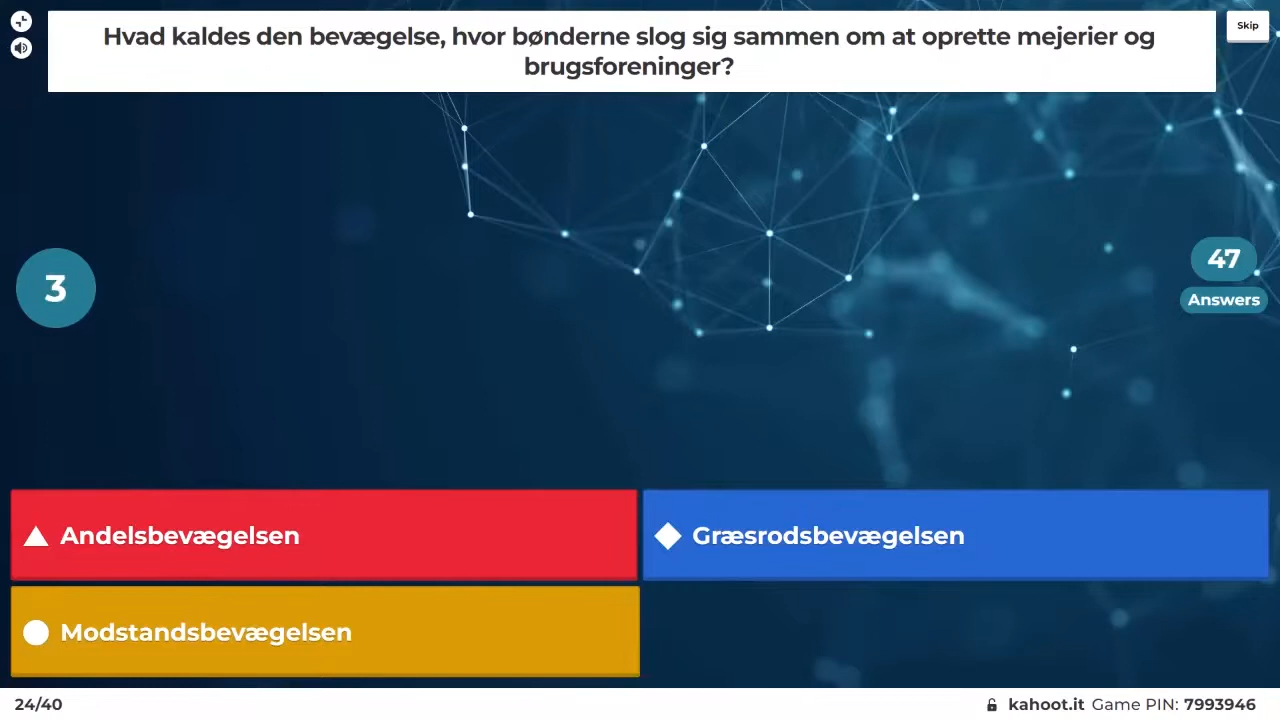 Hvad kaldes den bevægelse, hvor bønderne slog sig sammen om at oprette mejerier og
brugsforeninger?
Skip
3
47
Answers
Andelsbevægelsen
Græsrodsbevægelsen
Modstandsbevægelsen
24/40
kahoot.it Game PIN: 7993946